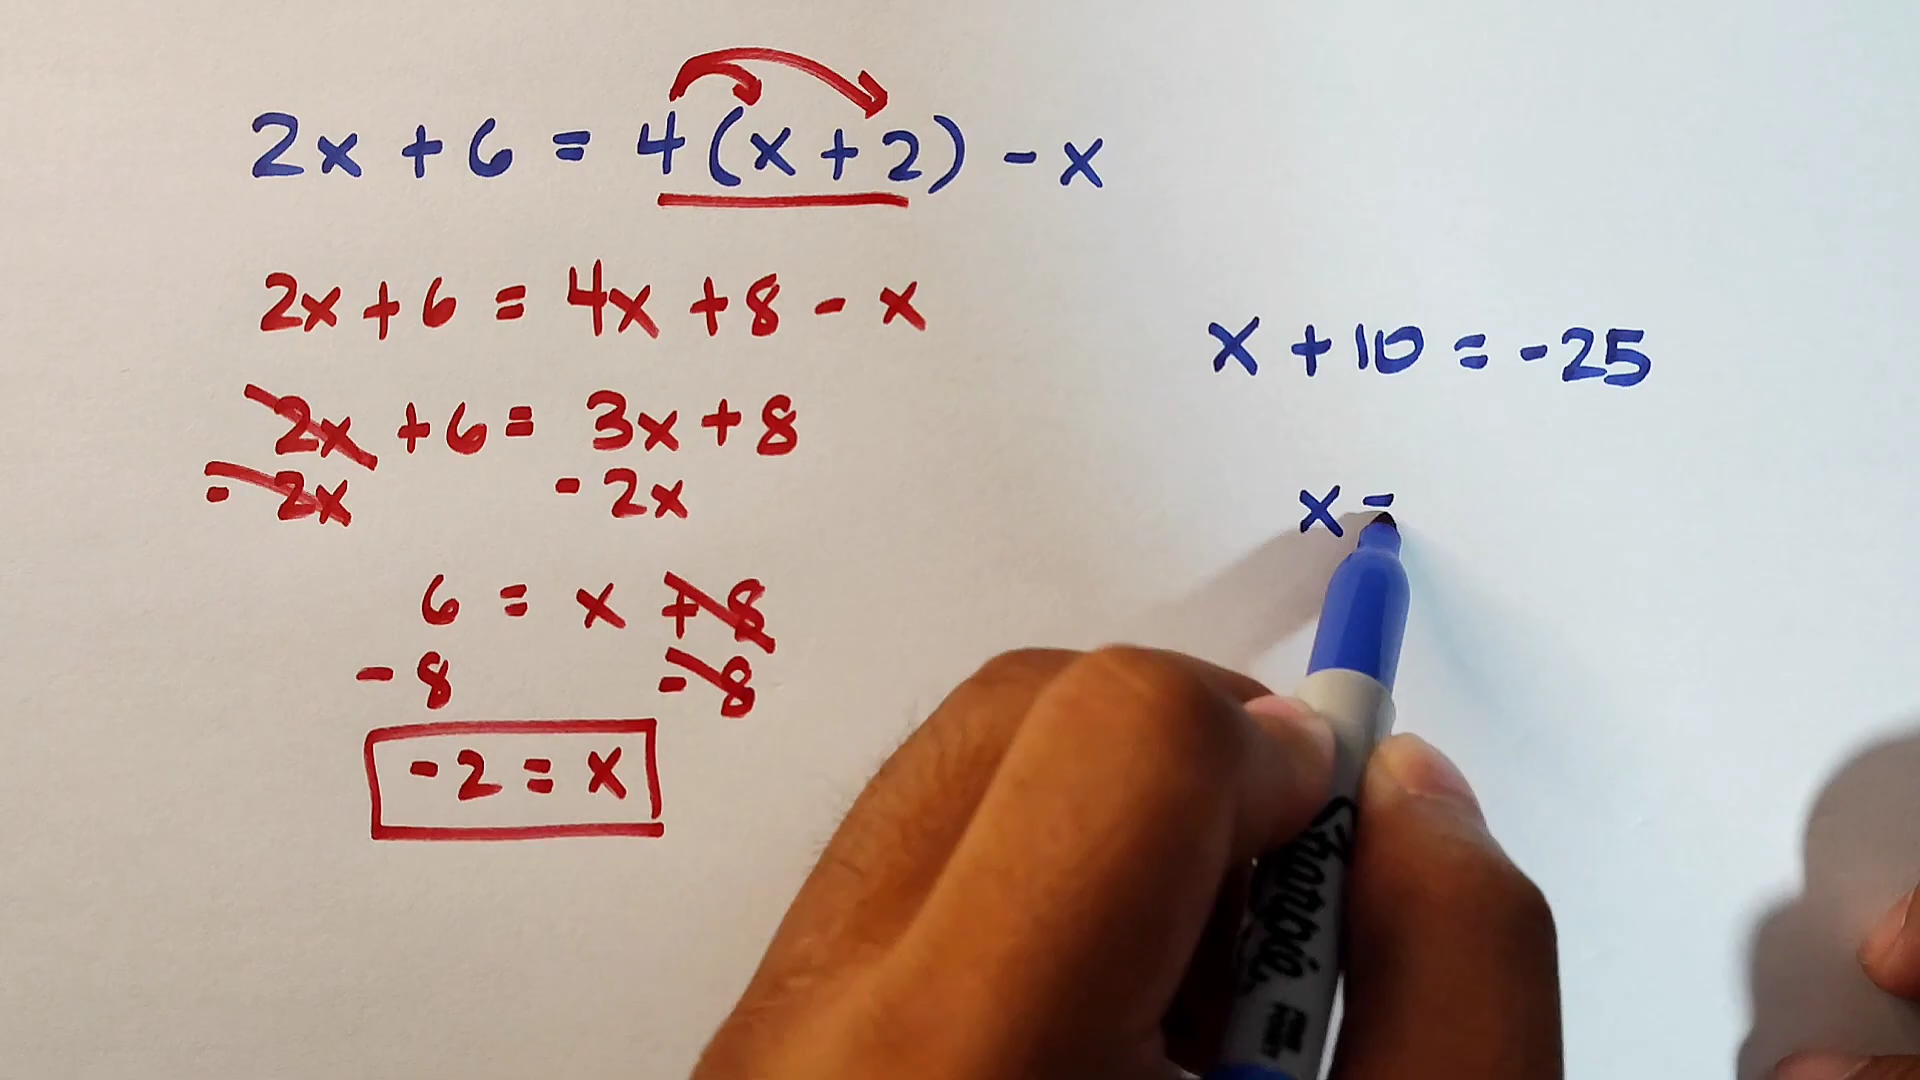 2x + 6 = 4(x + 2) - x
2x + 6 = 4x + 8 - x
2x + 6 = 3x + 8
- 2x - 2x
6 = x + 8
- 8 - 8
-2 = x
x + 10 = -25
x -
Sharpie